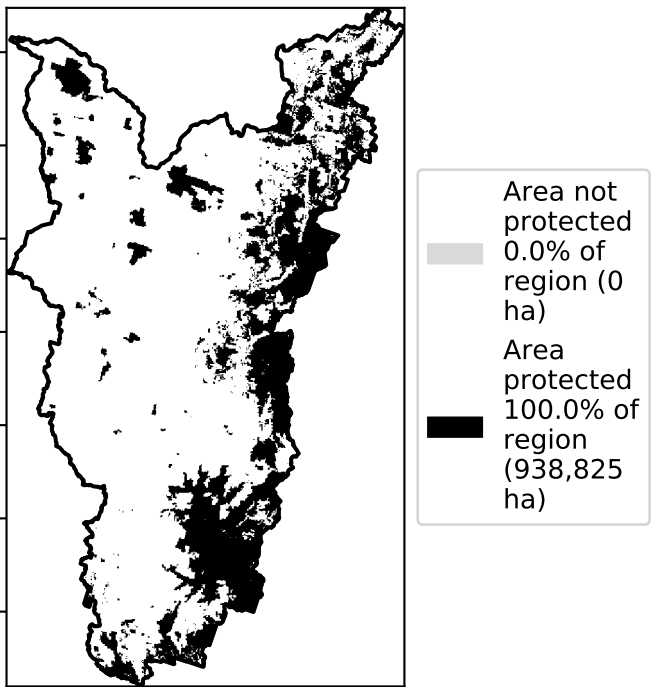 Area not
protected
0.0% of
region (0
ha)
Area
protected
100.0% of
region
(938,825
ha)